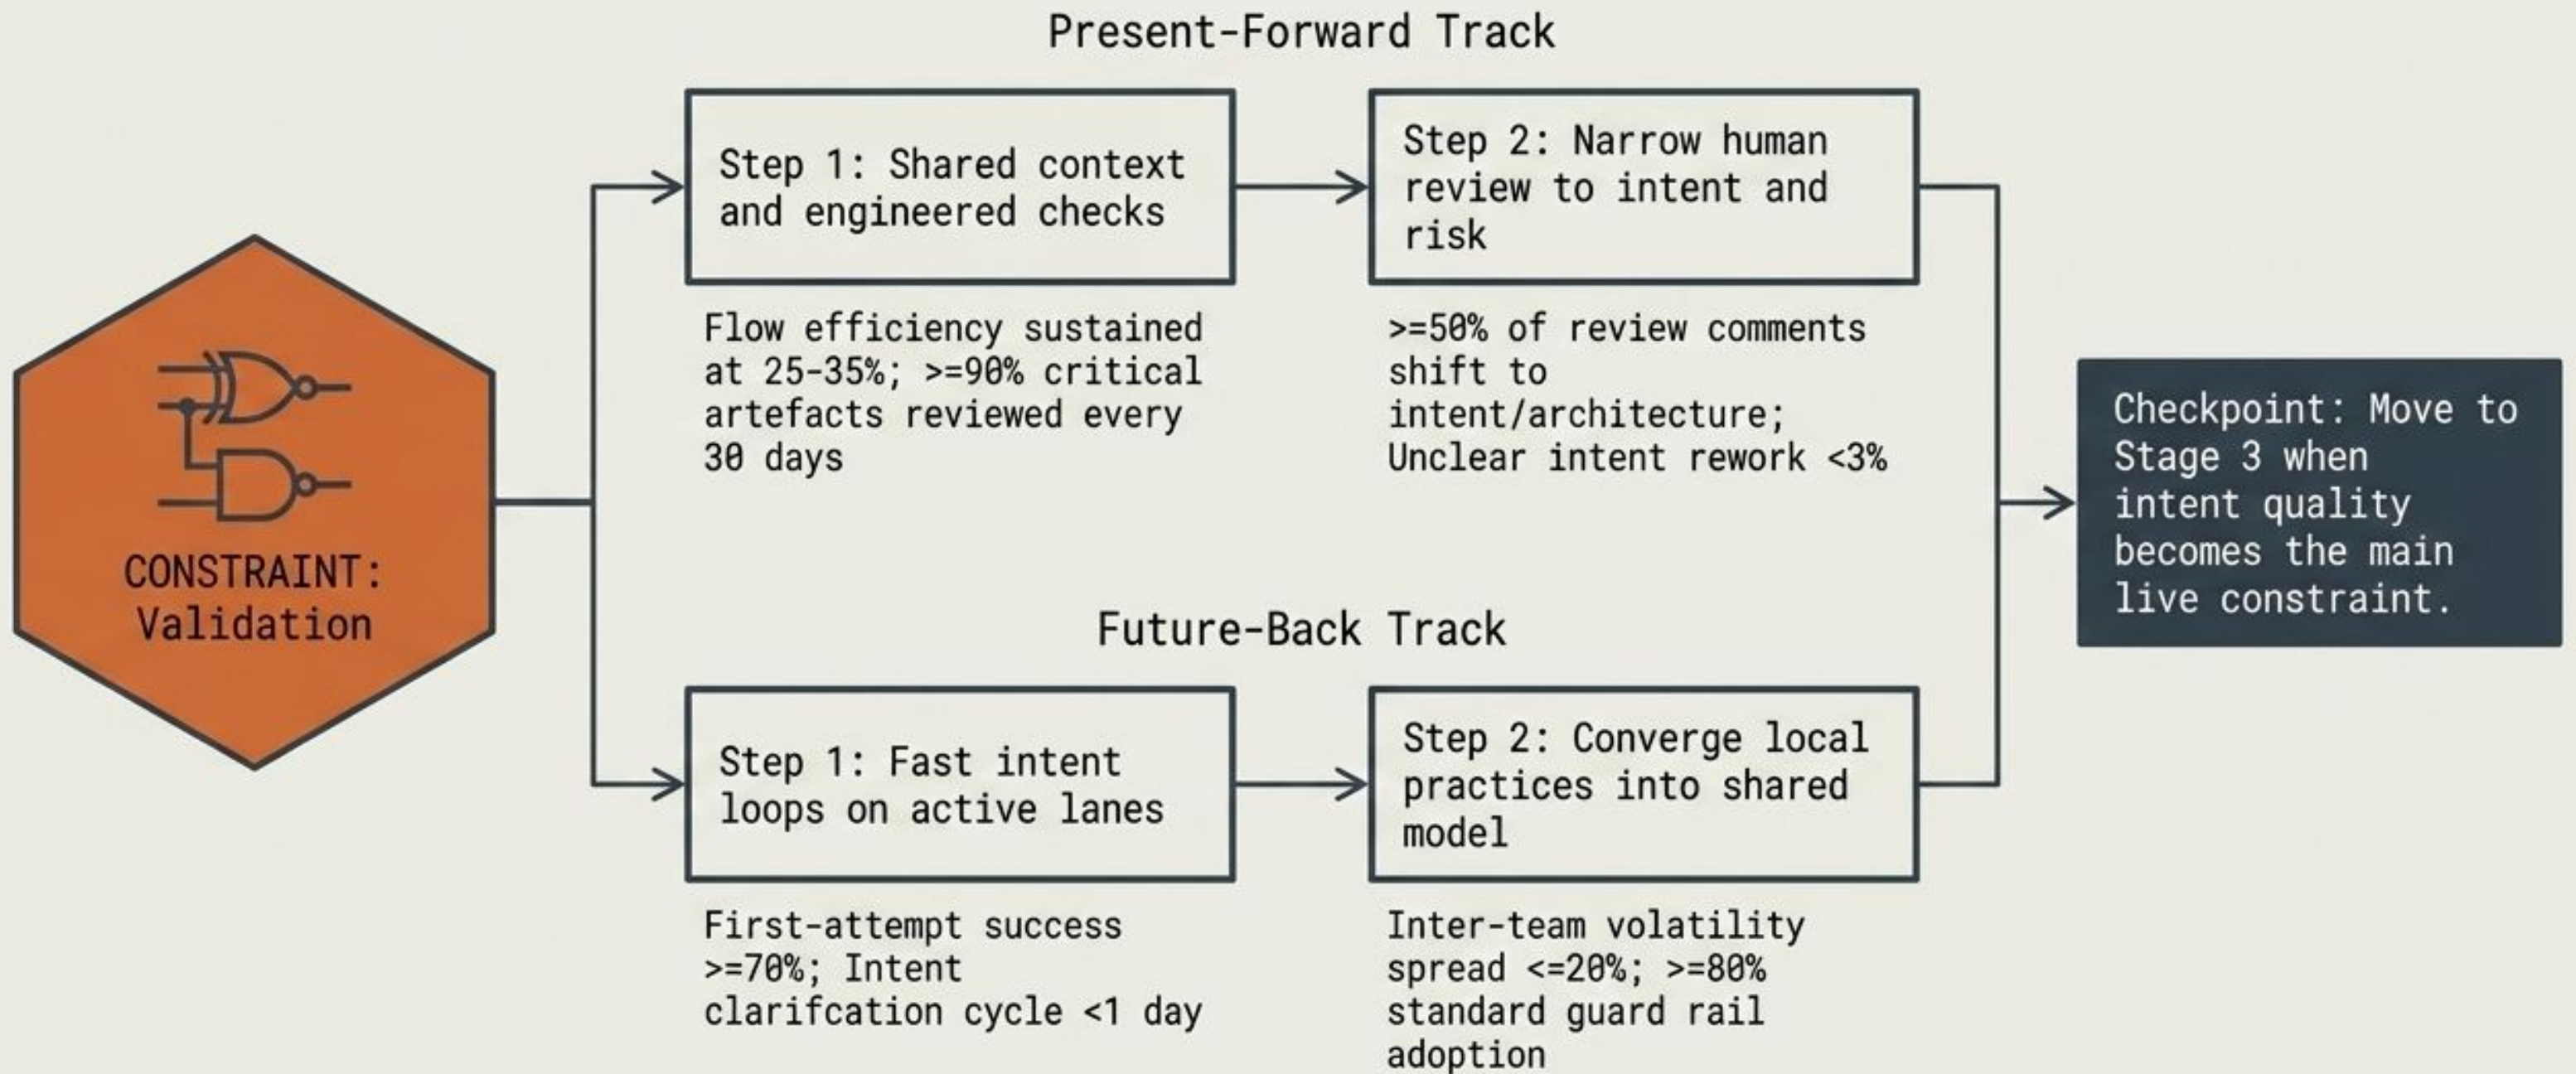 Present-Forward Track
Step 1: Shared context
and engineered checks
Step 2: Narrow human
review to intent and
risk
Flow efficiency sustained
at 25-35%; >=90% critical
artefacts reviewed every
30 days
>=50% of review comments
shift to
intent/architecture;
Unclear intent rework <3%
CONSTRAINT:
Validation
Checkpoint: Move to
Stage 3 when
intent quality
becomes the main
live constraint.
Future-Back Track
Step 1: Fast intent
loops on active lanes
Step 2: Converge local
practices into shared
model
First-attempt success
>=70%; Intent
clarifcation cycle <1 day
Inter-team volatility
spread <=20%; >=80%
standard guard rail
adoption